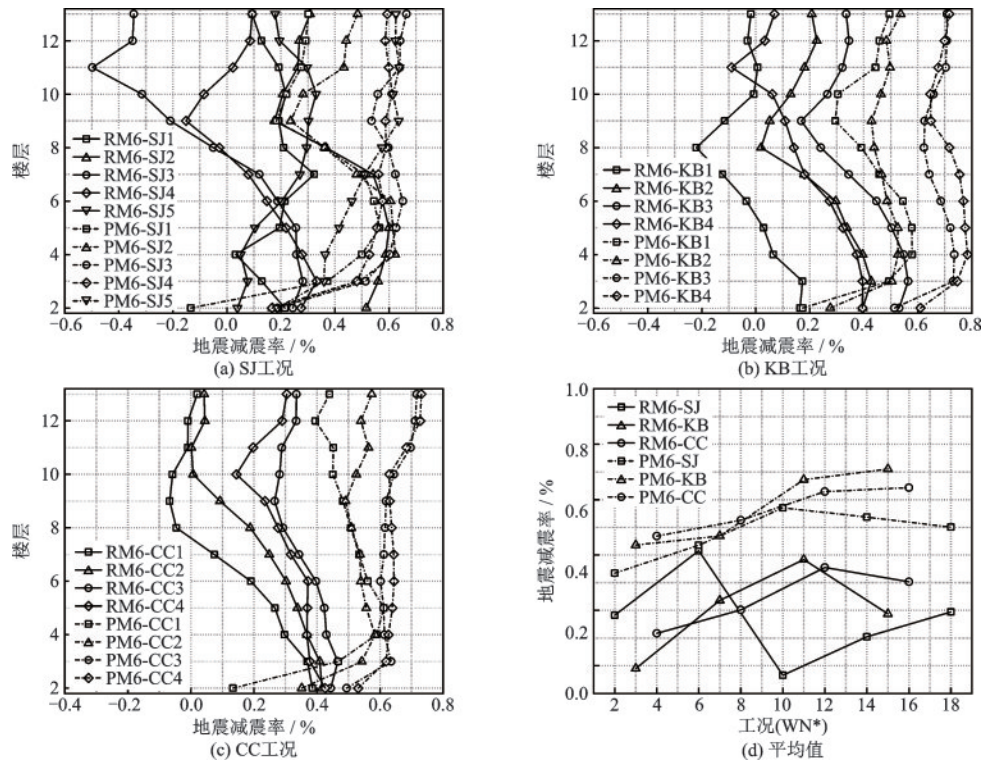 12
10
8
6
4
2
楼层
RM6-SJ1
RM6-SJ2
RM6-SJ3
RM6-SJ4
RM6-SJ5
PM6-SJ1
PM6-SJ2
PM6-SJ3
PM6-SJ4
PM6-SJ5
−0.6 −0.4 −0.2 0.0 0.2 0.4 0.6 0.8
地震减震率 / %
(a) SJ工况
12
10
8
6
4
2
楼层
RM6-KB1
RM6-KB2
RM6-KB3
RM6-KB4
PM6-KB1
PM6-KB2
PM6-KB3
PM6-KB4
−0.6 −0.4 −0.2 0.0 0.2 0.4 0.6 0.8
地震减震率 / %
(b) KB工况
12
10
8
6
4
2
楼层
RM6-CC1
RM6-CC2
RM6-CC3
RM6-CC4
PM6-CC1
PM6-CC2
PM6-CC3
PM6-CC4
−0.4 −0.2 0.0 0.2 0.4 0.6 0.8
地震减震率 / %
(c) CC工况
1.0
0.8
0.6
0.4
0.2
0.0
地震减震率 / %
RM6-SJ
RM6-KB
RM6-CC
PM6-SJ
PM6-KB
PM6-CC
2 4 6 8 10 12 14 16 18
工况(WN*)
(d) 平均值